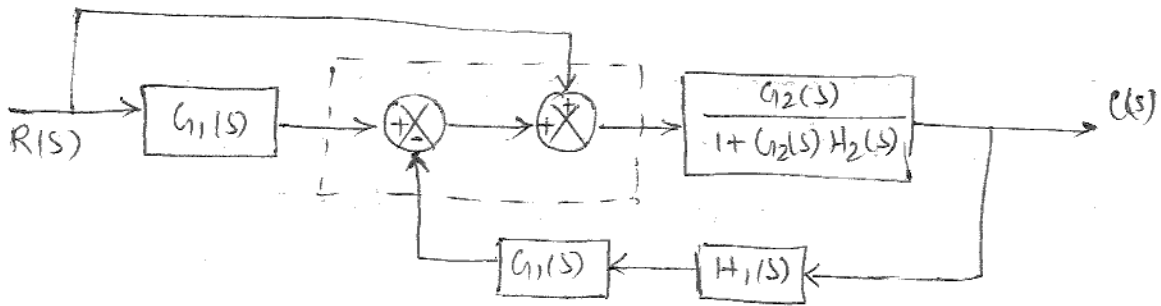 R(S)
G1(S)
+
-
+
+
G2(S)
1 + G2(S) H2(S)
C(S)
G1(S)
H1(S)